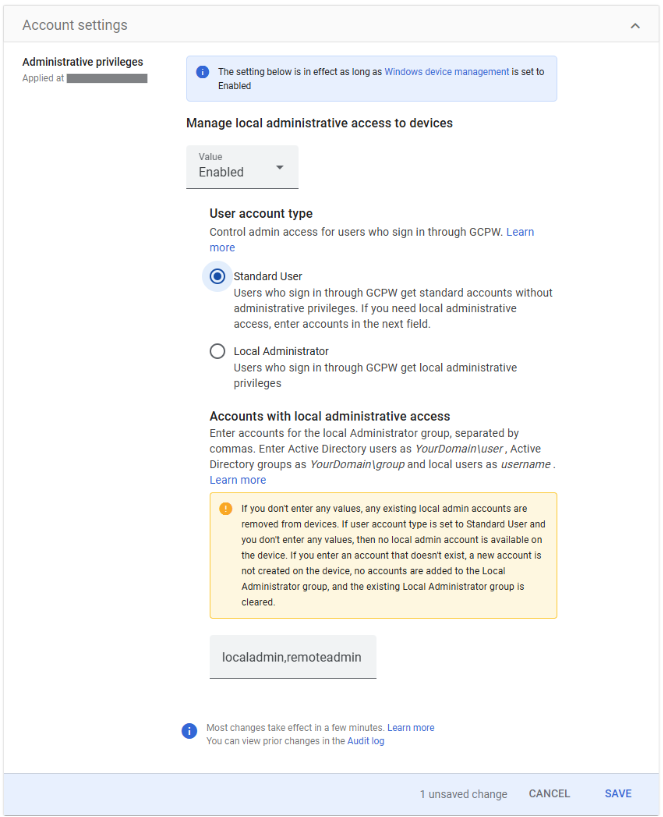 Account settings
Administrative privileges
Applied at
The setting below is in effect as long as Windows device management is set to
Enabled
Manage local administrative access to devices
Value
Enabled
User account type
Control admin access for users who sign in through GCPW. Learn
more
Standard User
Users who sign in through GCPW get standard accounts without
administrative privileges. If you need local administrative
access, enter accounts in the next field.
Local Administrator
Users who sign in through GCPW get local administrative
privileges
Accounts with local administrative access
Enter accounts for the local Administrator group, separated by
commas. Enter Active Directory users as YourDomain\user , Active
Directory groups as YourDomain\group and local users as username .
Learn more
If you don't enter any values, any existing local admin accounts are
removed from devices. If user account type is set to Standard User and
you don't enter any values, then no local admin account is available on
the device. If you enter an account that doesn't exist, a new account is
not created on the device, no accounts are added to the Local
Administrator group, and the existing Local Administrator group is
cleared.
localadmin,remoteadmin
Most changes take effect in a few minutes. Learn more
You can view prior changes in the Audit log
1 unsaved change CANCEL SAVE